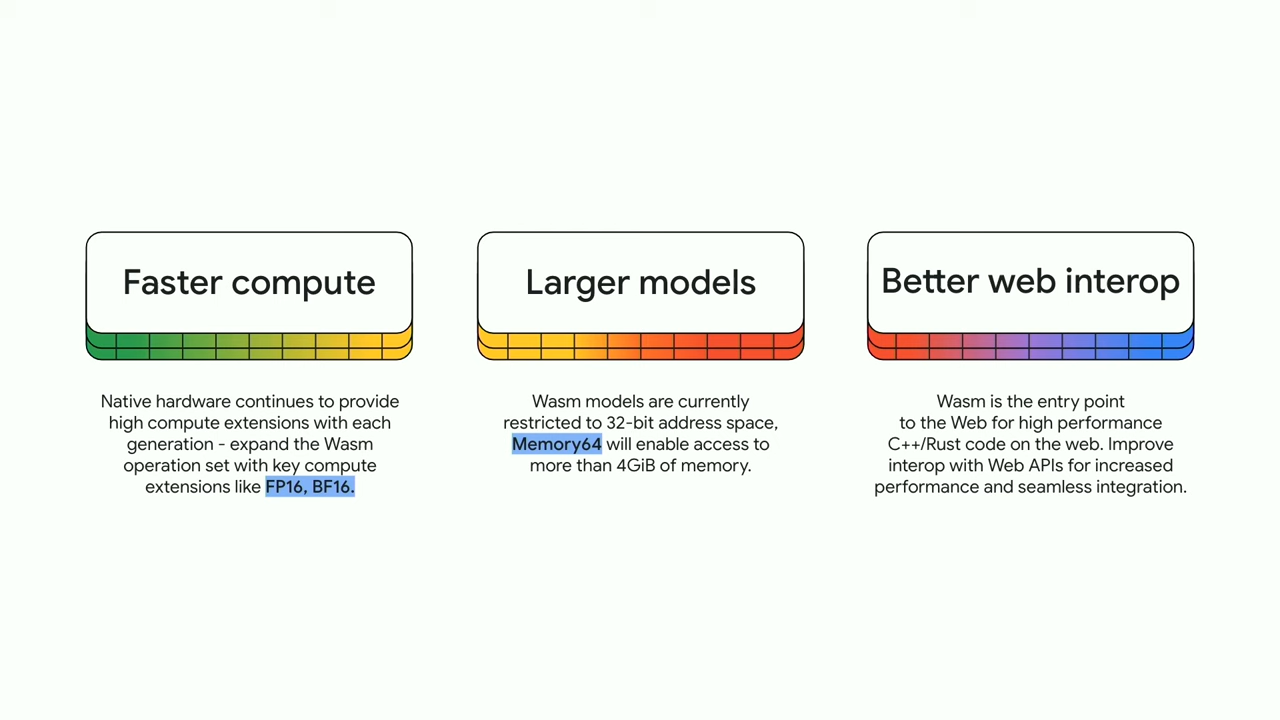 Faster compute
Native hardware continues to provide
high compute extensions with each
generation - expand the Wasm
operation set with key compute
extensions like FP16, BF16.
Larger models
Wasm models are currently
restricted to 32-bit address space,
Memory64 will enable access to
more than 4GiB of memory.
Better web interop
Wasm is the entry point
to the Web for high performance
C++/Rust code on the web. Improve
interop with Web APIs for increased
performance and seamless integration.